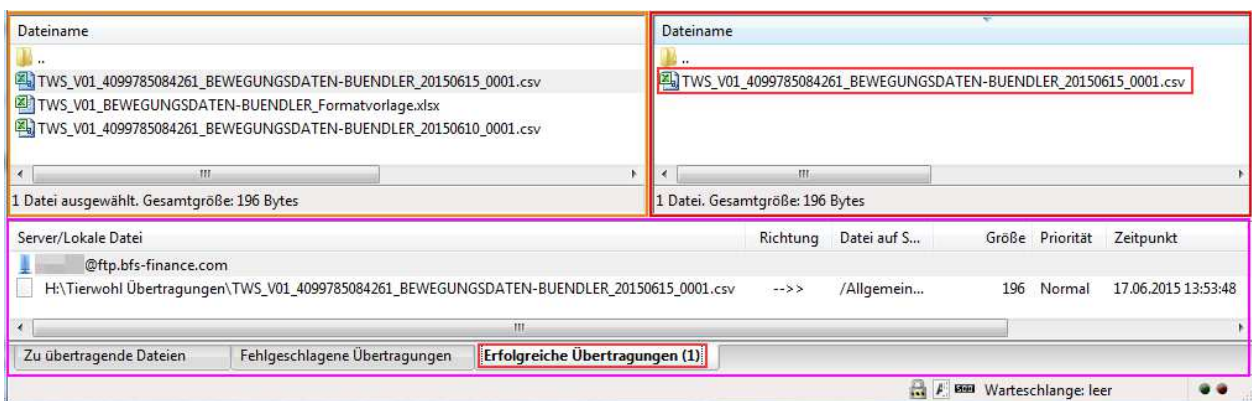 Dateiname
..
TWS_V01_4099785084261_BEWEGUNGSDATEN-BUENDLER_20150615_0001.csv
TWS_V01_BEWEGUNGSDATEN-BUENDLER_Formatvorlage.xlsx
TWS_V01_4099785084261_BEWEGUNGSDATEN-BUENDLER_20150610_0001.csv
1 Datei ausgewählt. Gesamtgröße: 196 Bytes
Dateiname
..
TWS_V01_4099785084261_BEWEGUNGSDATEN-BUENDLER_20150615_0001.csv
1 Datei. Gesamtgröße: 196 Bytes
Server/Lokale Datei Richtung Datei auf S... Größe Priorität Zeitpunkt
@ftp.bfs-finance.com
H:\Tierwohl Übertragungen\TWS_V01_4099785084261_BEWEGUNGSDATEN-BUENDLER_20150615_0001.csv -->> /Allgemein... 196 Normal 17.06.2015 13:53:48
Zu übertragende Dateien Fehlgeschlagene Übertragungen Erfolgreiche Übertragungen (1)
Warteschlange: leer